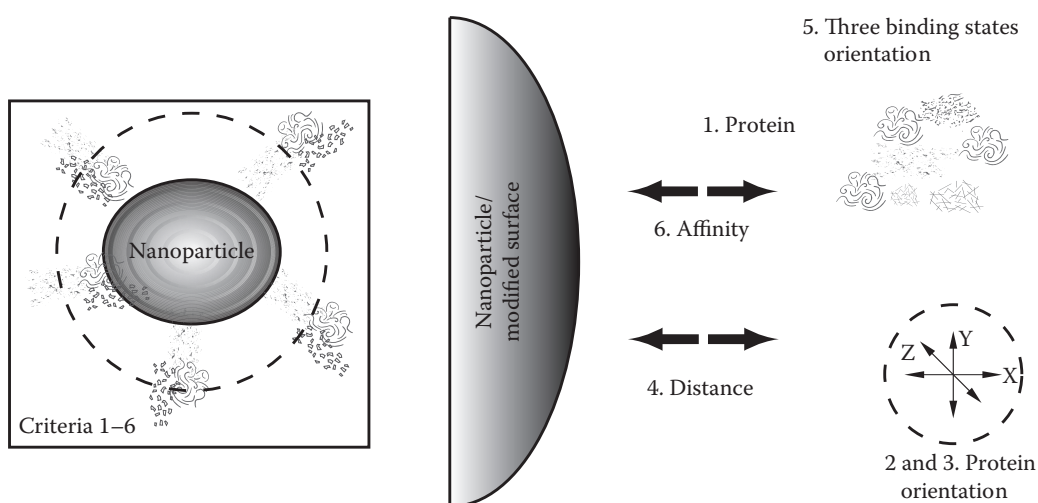 Nanoparticle
Criteria 1–6
Nanoparticle/
modified surface
5. Three binding states
orientation
1. Protein
6. Affinity
4. Distance
Z
Y
X
2 and 3. Protein
orientation